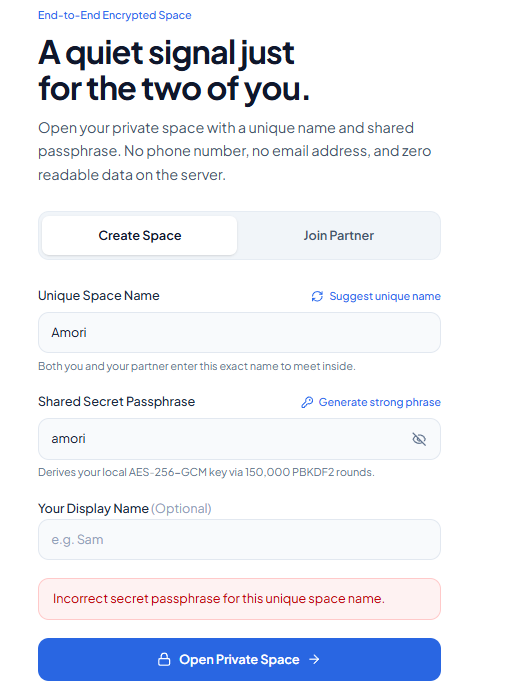 End-to-End Encrypted Space
A quiet signal just
for the two of you.
Open your private space with a unique name and shared
passphrase. No phone number, no email address, and zero
readable data on the server.
Create Space
Join Partner
Unique Space Name
Suggest unique name
Amori
Both you and your partner enter this exact name to meet inside.
Shared Secret Passphrase
Generate strong phrase
amori
Derives your local AES-256-GCM key via 150,000 PBKDF2 rounds.
Your Display Name (Optional)
e.g. Sam
Incorrect secret passphrase for this unique space name.
Open Private Space →